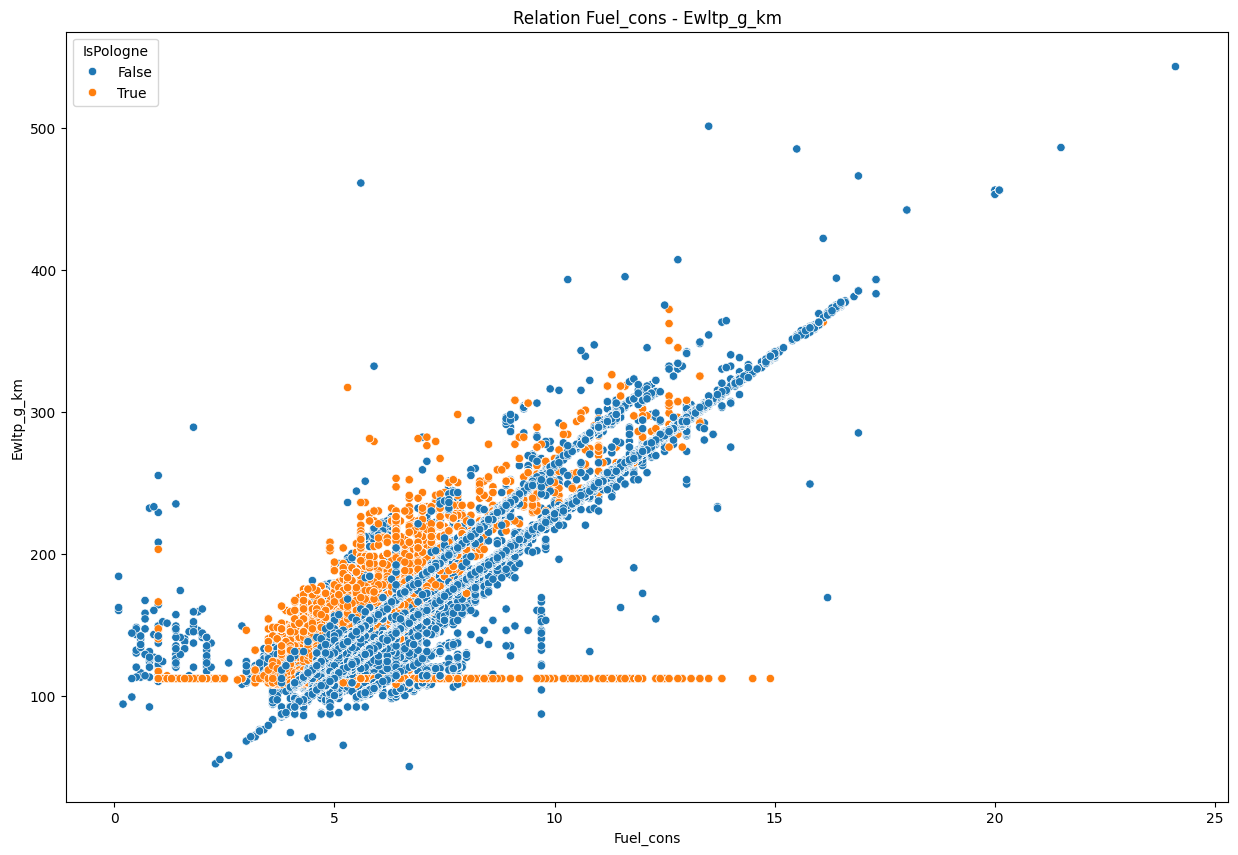 Relation Fuel_cons - Ewltp_g_km
IsPologne
False
True
500
400
300
200
100
Ewltp_g_km
0
5
10
15
20
25
Fuel_cons